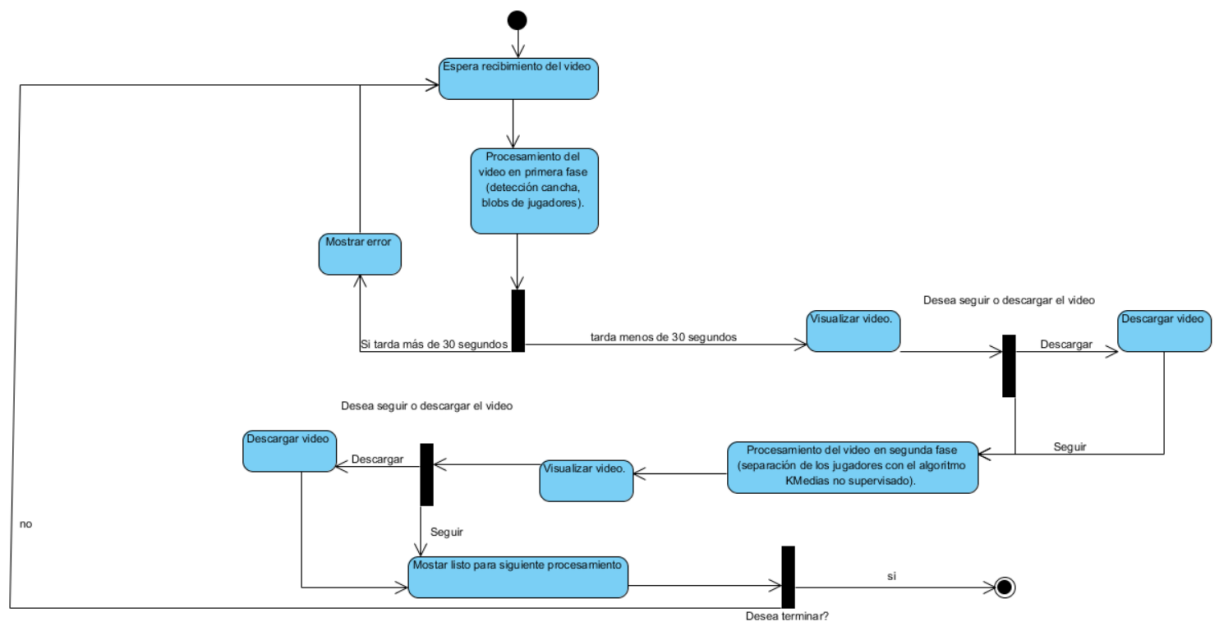 Espera recibimiento del video
Procesamiento del
video en primera fase
(detección cancha,
blobs de jugadores).
Mostrar error
Si tarda más de 30 segundos
tarda menos de 30 segundos
Visualizar video.
Desea seguir o descargar el video
Descargar
Descargar video
Seguir
Procesamiento del video en segunda fase
(separación de los jugadores con el algoritmo
KMedias no supervisado).
Visualizar video.
Desea seguir o descargar el video
Descargar
Descargar video
Seguir
Mostar listo para siguiente procesamiento
Desea terminar?
si
no